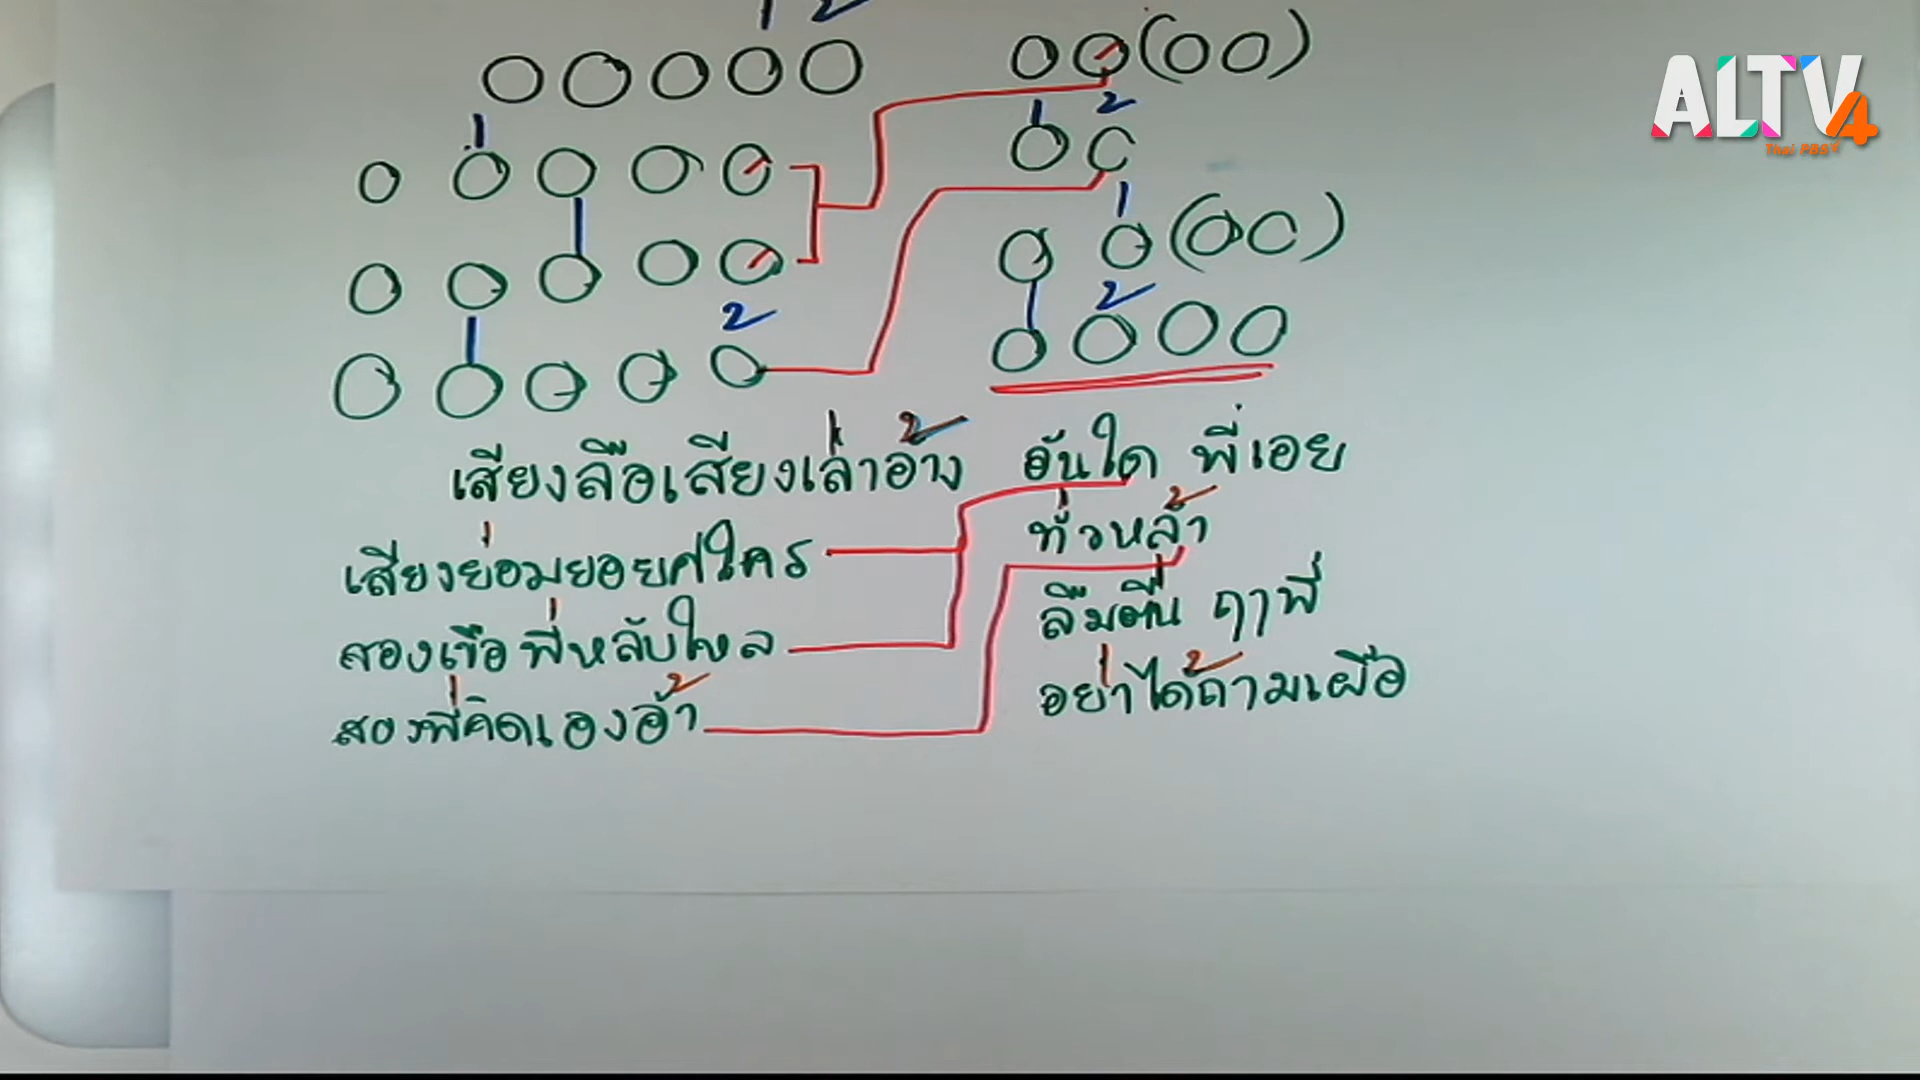 ALTV4
Thai PBS
เสียงลือเสียงเล่าอ้าง อันใด พี่เอย
เสียงย่อมยอยศใคร ทั่วหล้า
สองเขือพี่หลับใหล ลืมตื่น ฤๅพี่
สองพี่คิดเองอ้า อย่าได้ถามเผือ